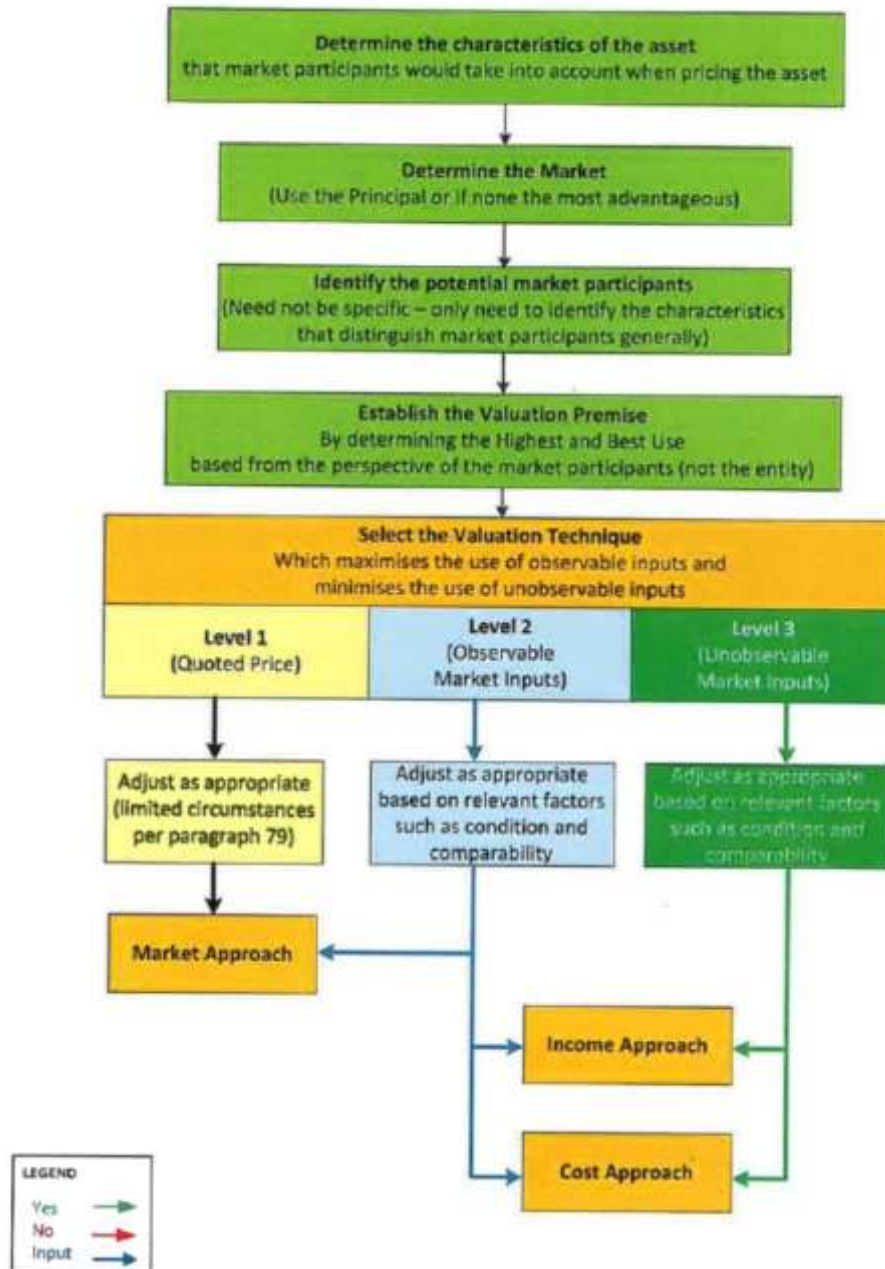 Determine the characteristics of the asset
that market participants would take into account when pricing the asset
Determine the Market
(Use the Principal or if none the most advantageous)
Identify the potential market participants
(Need not be specific – only need to identify the characteristics
that distinguish market participants generally)
Establish the Valuation Premise
By determining the Highest and Best Use
based from the perspective of the market participants (not the entity)
Select the Valuation Technique
Which maximises the use of observable inputs and
minimises the use of unobservable inputs
Level 1
(Quoted Price)
Level 2
(Observable
Market Inputs)
Level 3
(Unobservable
Market Inputs)
Adjust as appropriate
(limited circumstances
per paragraph 79)
Adjust as appropriate
based on relevant factors
such as condition and
comparability
Adjust as appropriate
based on relevant factors
such as condition and
comparability
Market Approach
Income Approach
Cost Approach
LEGEND
Yes
No
Input